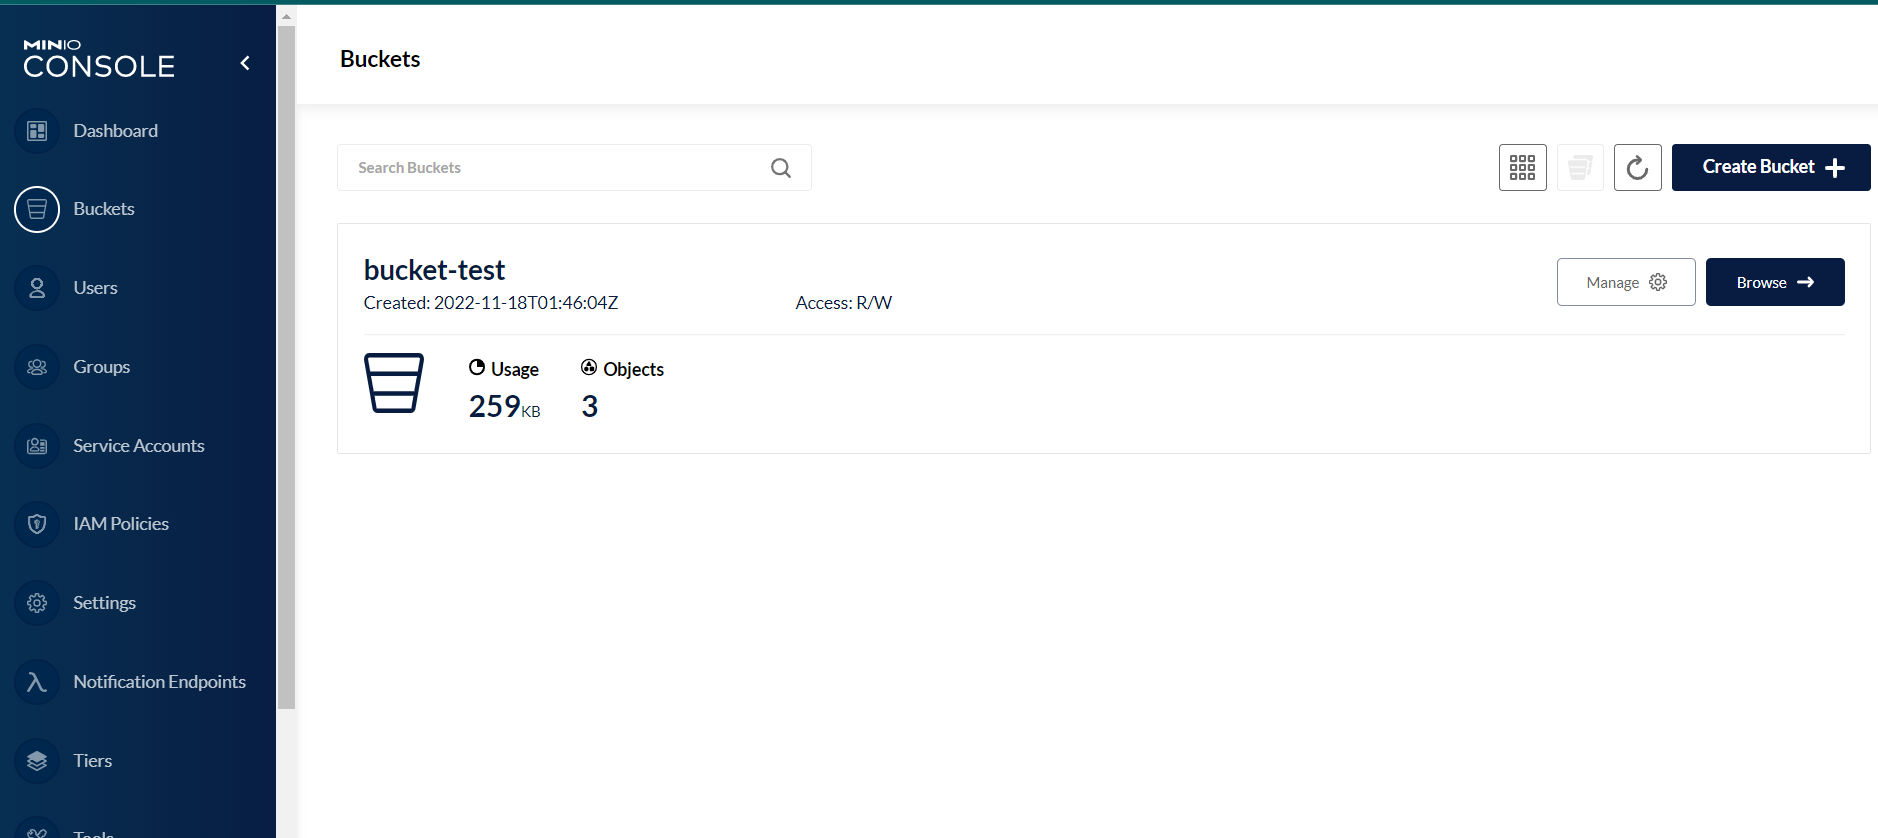 MINIO
CONSOLE
Dashboard
Buckets
Users
Groups
Service Accounts
IAM Policies
Settings
Notification Endpoints
Tiers
Tools
Buckets
Search Buckets
Create Bucket
bucket-test
Created: 2022-11-18T01:46:04Z
Access: R/W
Manage
Browse
Usage
Objects
259KB
3